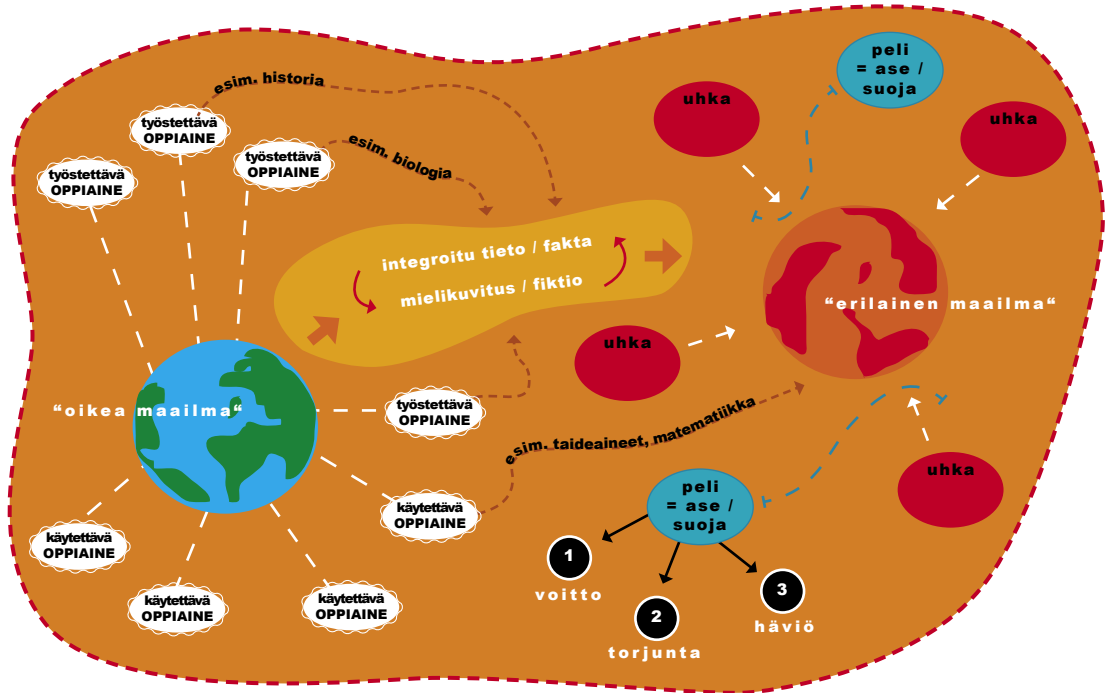 esim. historia
työstettävä
OPPIAINE
työstettävä
OPPIAINE
työstettävä
OPPIAINE
esim. biologia
peli
= ase /
suoja
uhka
uhka
integroitu tieto / fakta
mielikuvitus / fiktio
uhka
"erilainen maailma"
"oikea maailma"
työstettävä
OPPIAINE
esim. taideaineet, matematiikka
uhka
käytettävä
OPPIAINE
käytettävä
OPPIAINE
käytettävä
OPPIAINE
käytettävä
OPPIAINE
peli
= ase /
suoja
1
voitto
2
torjunta
3
häviö